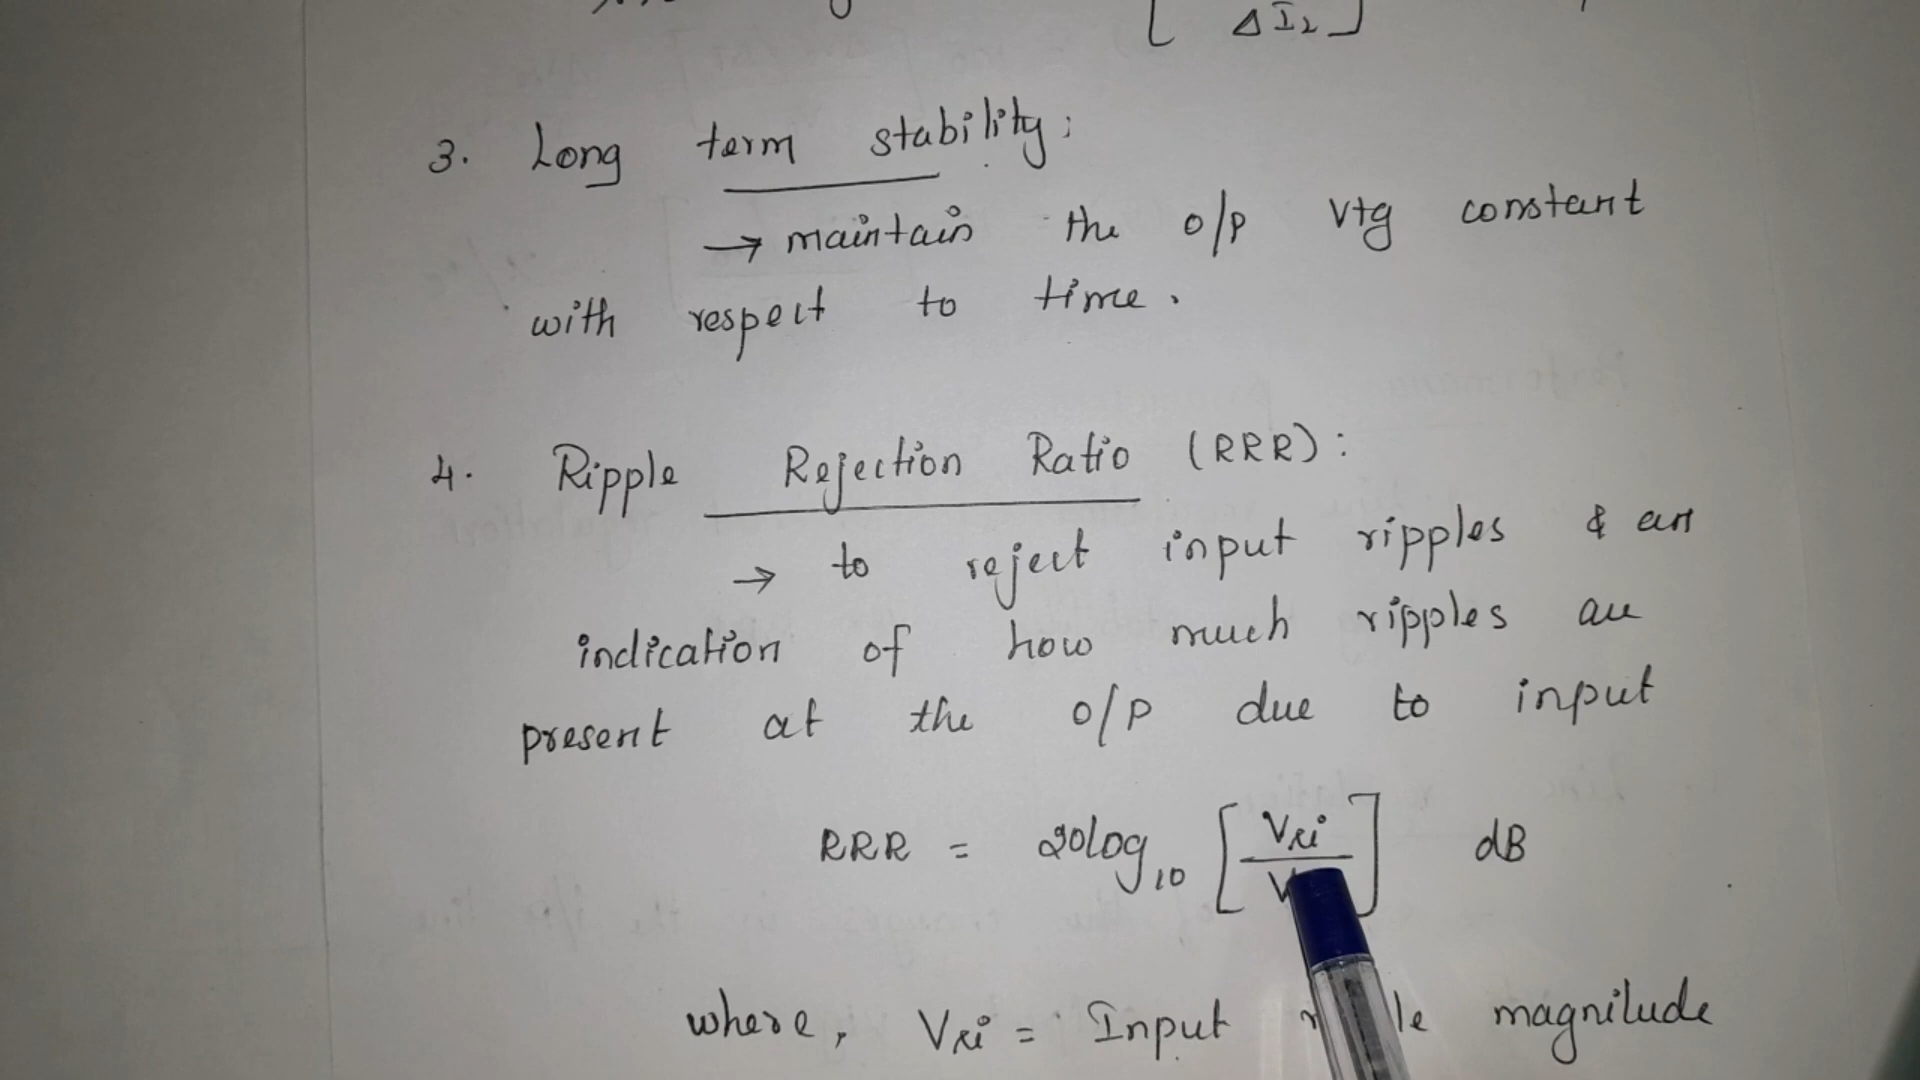 ΔI₂
3. Long term stability:
→ maintain the o/p vtg constant
with respect to time.
4. Ripple Rejection Ratio (RRR):
→ to reject input ripples & an
indication of how much ripples are
present at the o/p due to input
RRR = 20log₁₀ [Vri / V ] dB
where, Vri = Input magnitude